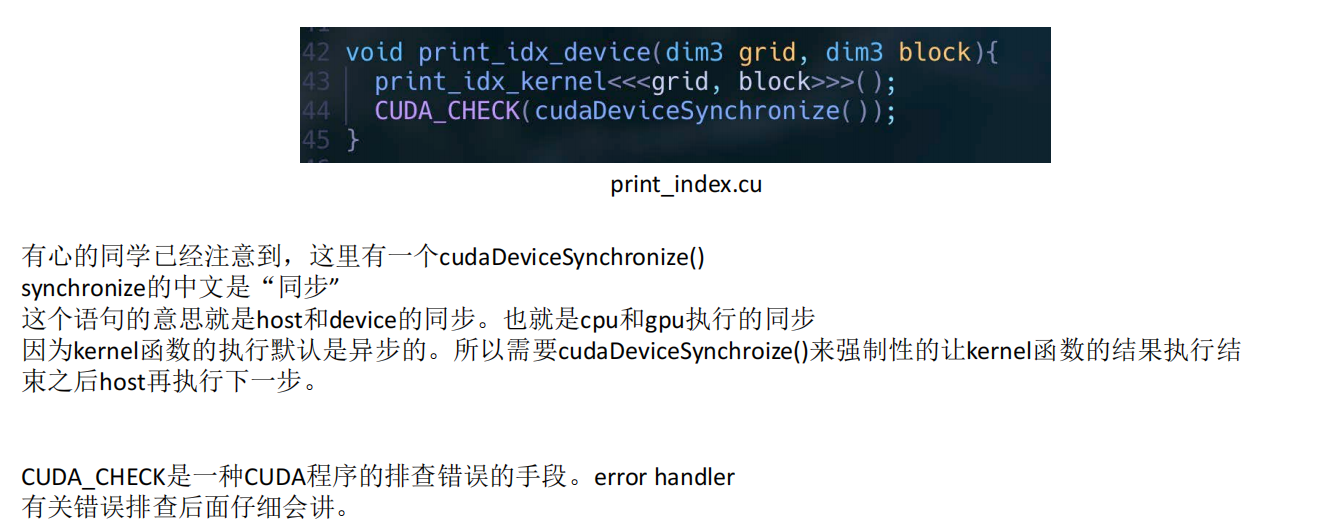 42 void print_idx_device(dim3 grid, dim3 block){
43 print_idx_kernel<<<grid, block>>>();
44 CUDA_CHECK(cudaDeviceSynchronize());
45 }
print_index.cu
有心的同学已经注意到，这里有一个cudaDeviceSynchronize()
synchronize的中文是“同步”
这个语句的意思就是host和device的同步。也就是cpu和gpu执行的同步
因为kernel函数的执行默认是异步的。所以需要cudaDeviceSynchroize()来强制性的让kernel函数的结果执行结
束之后host再执行下一步。
CUDA_CHECK是一种CUDA程序的排查错误的手段。error handler
有关错误排查后面仔细会讲。